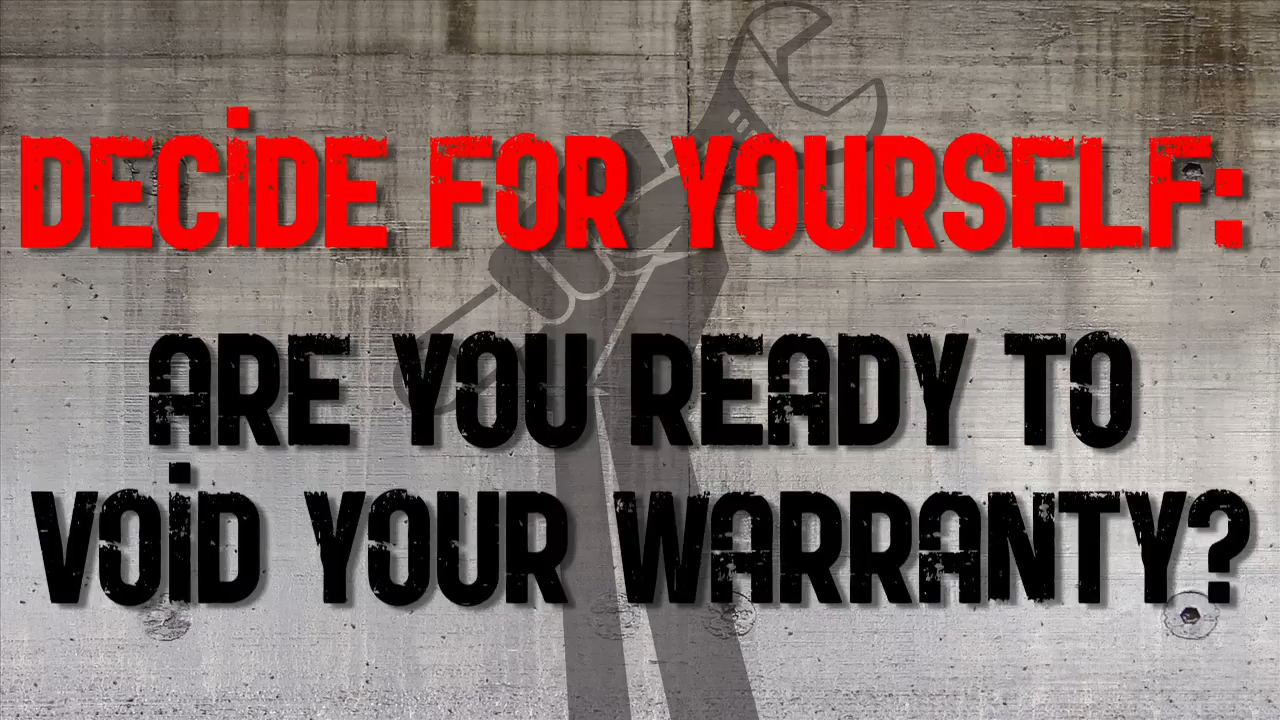 DECIDE FOR YOURSELF:
ARE YOU READY TO
VOID YOUR WARRANTY?